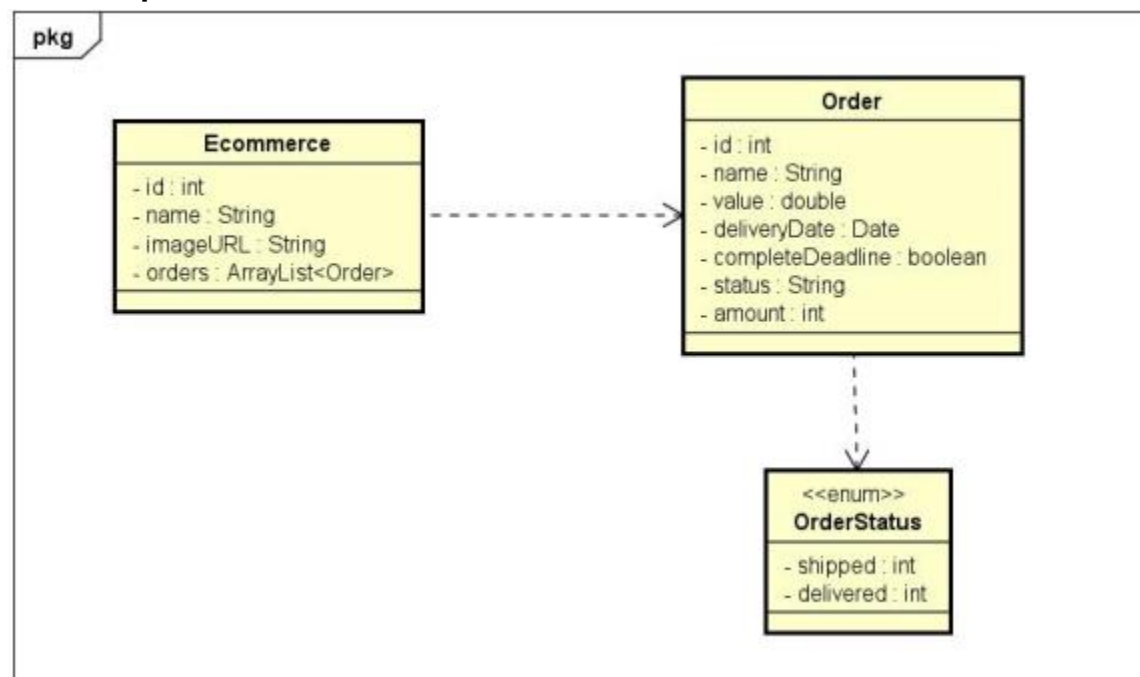 pkg
Ecommerce
- id : int
- name : String
- imageURL : String
- orders : ArrayList<Order>
Order
- id : int
- name : String
- value : double
- deliveryDate : Date
- completeDeadline : boolean
- status : String
- amount : int
<<enum>>
OrderStatus
- shipped : int
- delivered : int